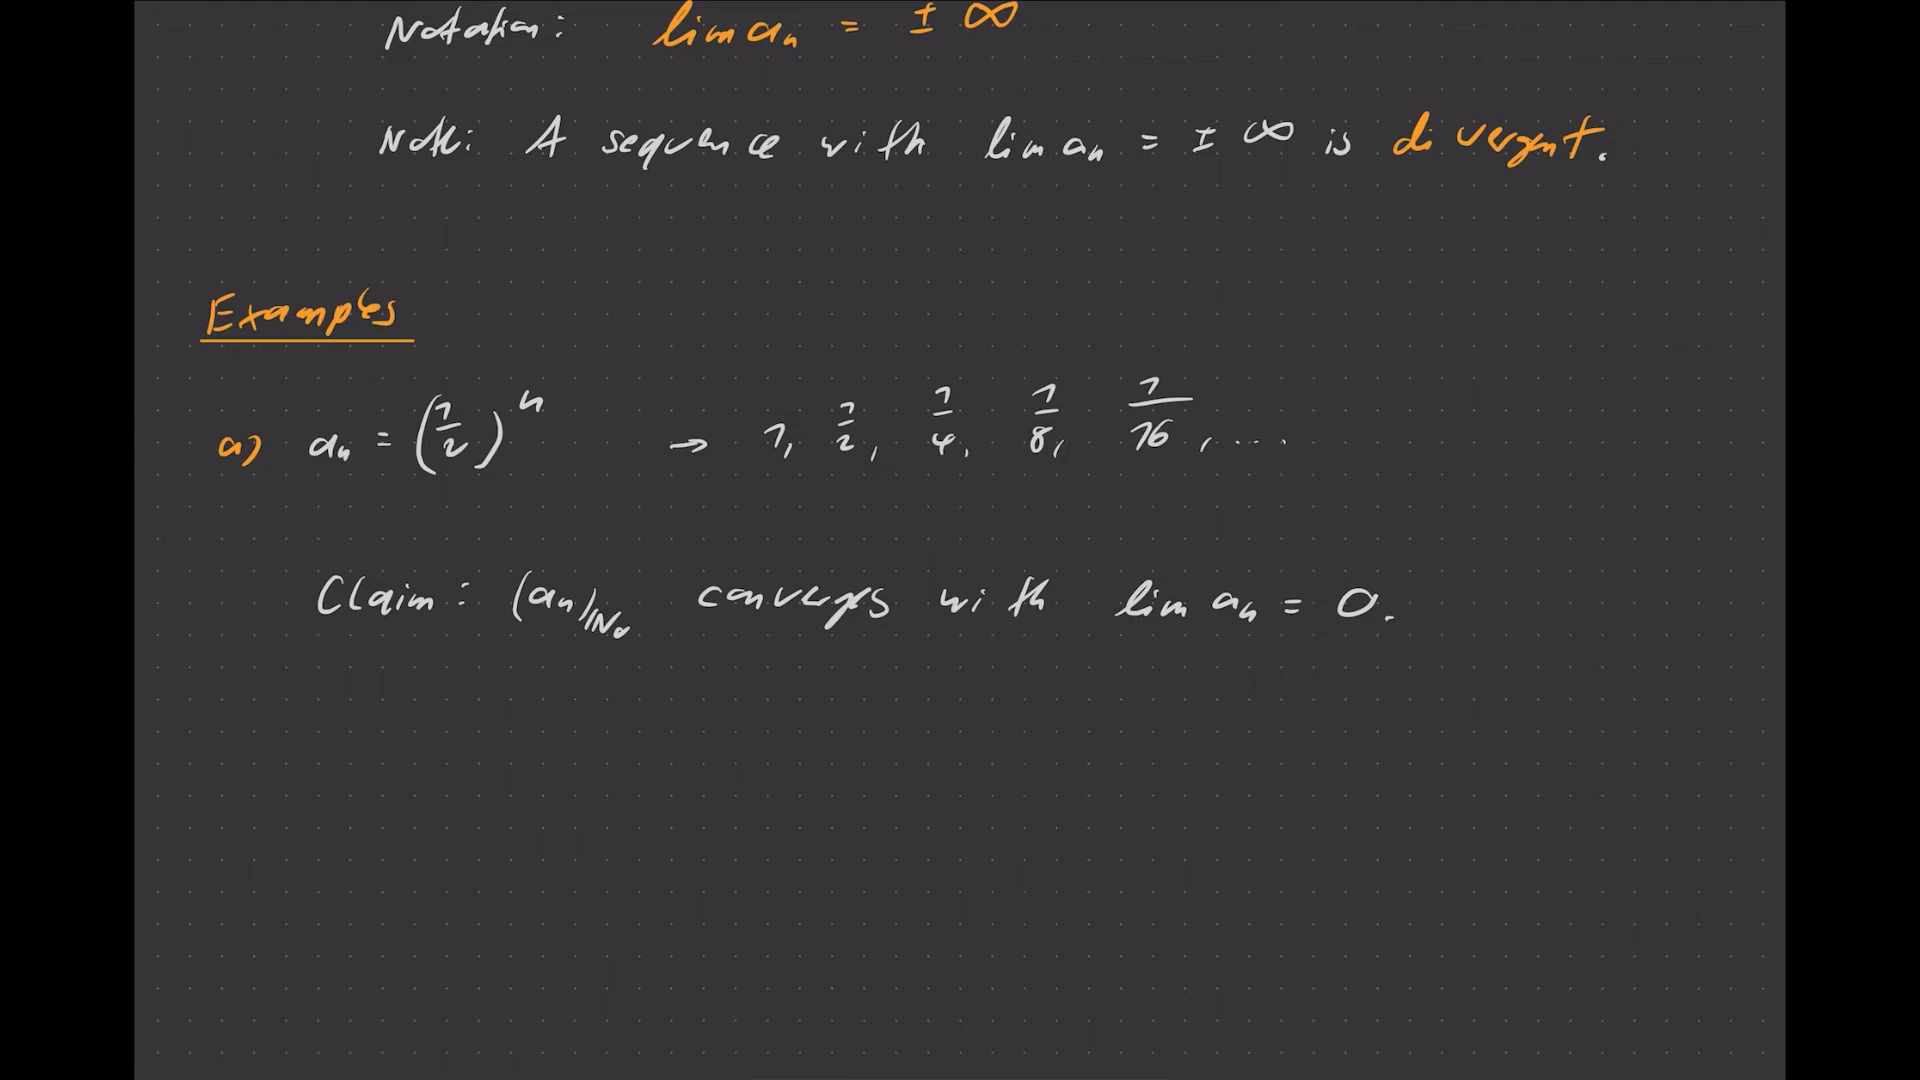 Notation: lim aₙ = ± ∞
Note: A sequence with lim aₙ = ± ∞ is divergent.
Examples
a) aₙ = (1/2)ⁿ → 1, 1/2, 1/4, 1/8, 1/16, ....
Claim: (aₙ)ℕ₀ converges with lim aₙ = 0.